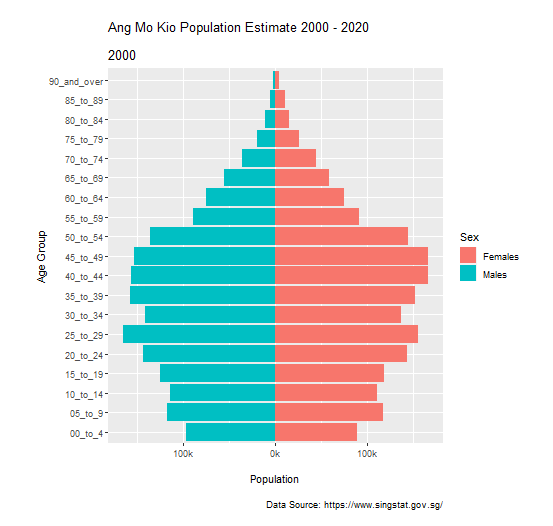 Ang Mo Kio Population Estimate 2000 - 2020
2000
90_and_over
85_to_89
80_to_84
75_to_79
70_to_74
65_to_69
60_to_64
55_to_59
50_to_54
45_to_49
40_to_44
35_to_39
30_to_34
25_to_29
20_to_24
15_to_19
10_to_14
05_to_9
00_to_4
Age Group
100k
0k
100k
Population
Sex
Females
Males
Data Source: https://www.singstat.gov.sg/